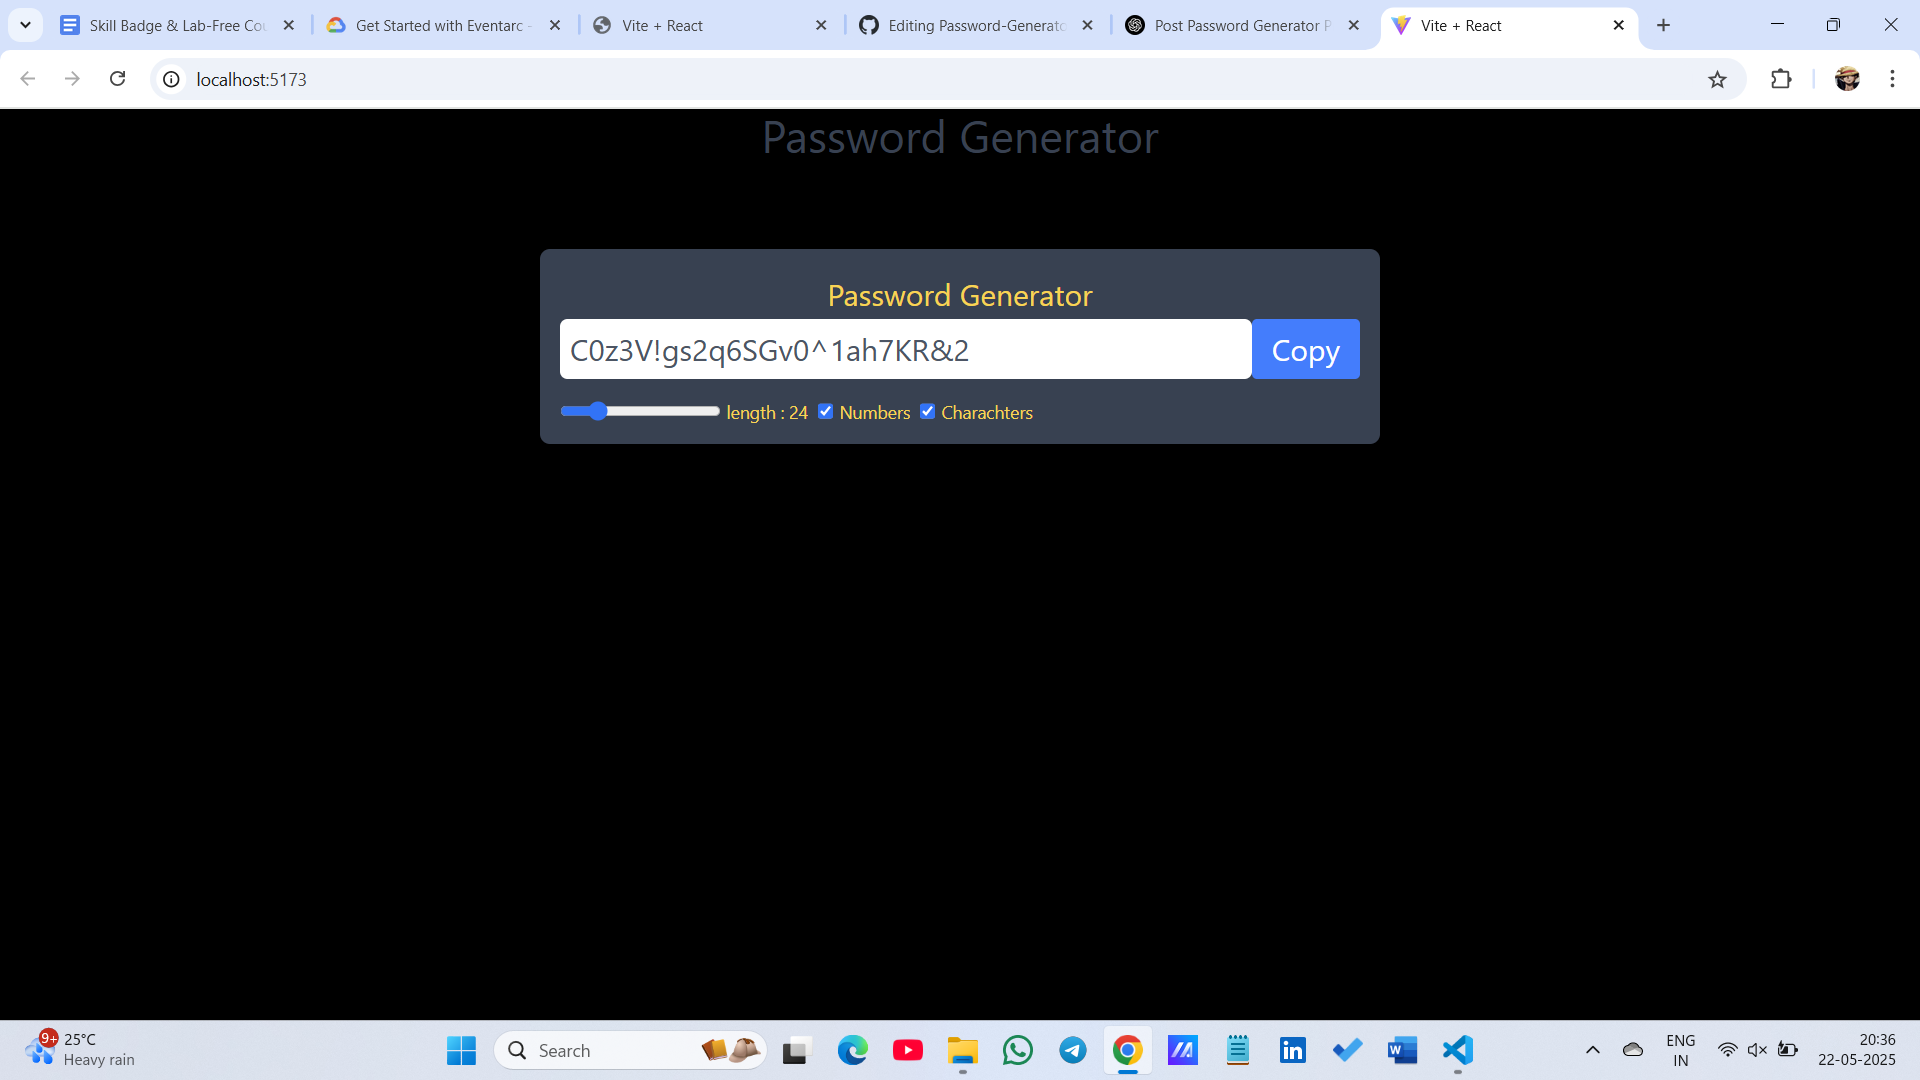 Skill Badge & Lab-Free Cou
Get Started with Eventarc -
Vite + React
Editing Password-Generato
Post Password Generator P
Vite + React
localhost:5173
Password Generator
Password Generator
C0z3V!gs2q6SGv0^1ah7KR&2
Copy
length : 24
Numbers
Charachters
9+
25°C
Heavy rain
Search
ENG
IN
20:36
22-05-2025